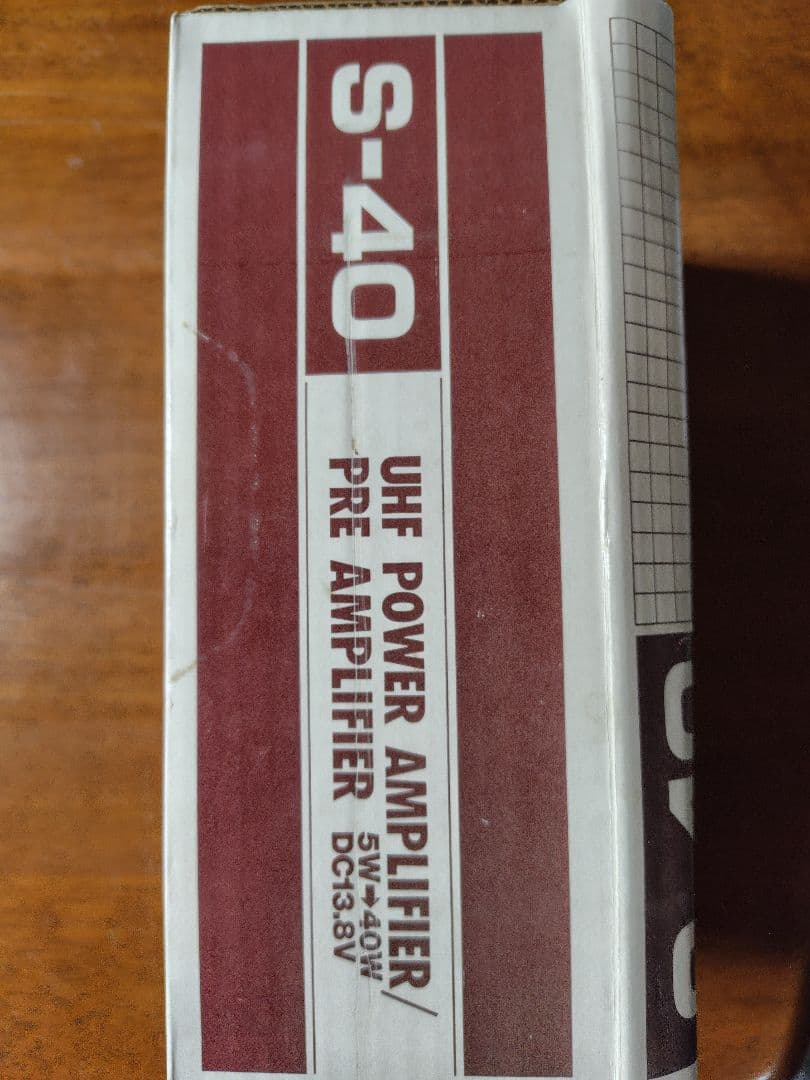 S-40
UHF POWER AMPLIFIER/
PRE AMPLIFIER 5W➔40W
DC13.8V